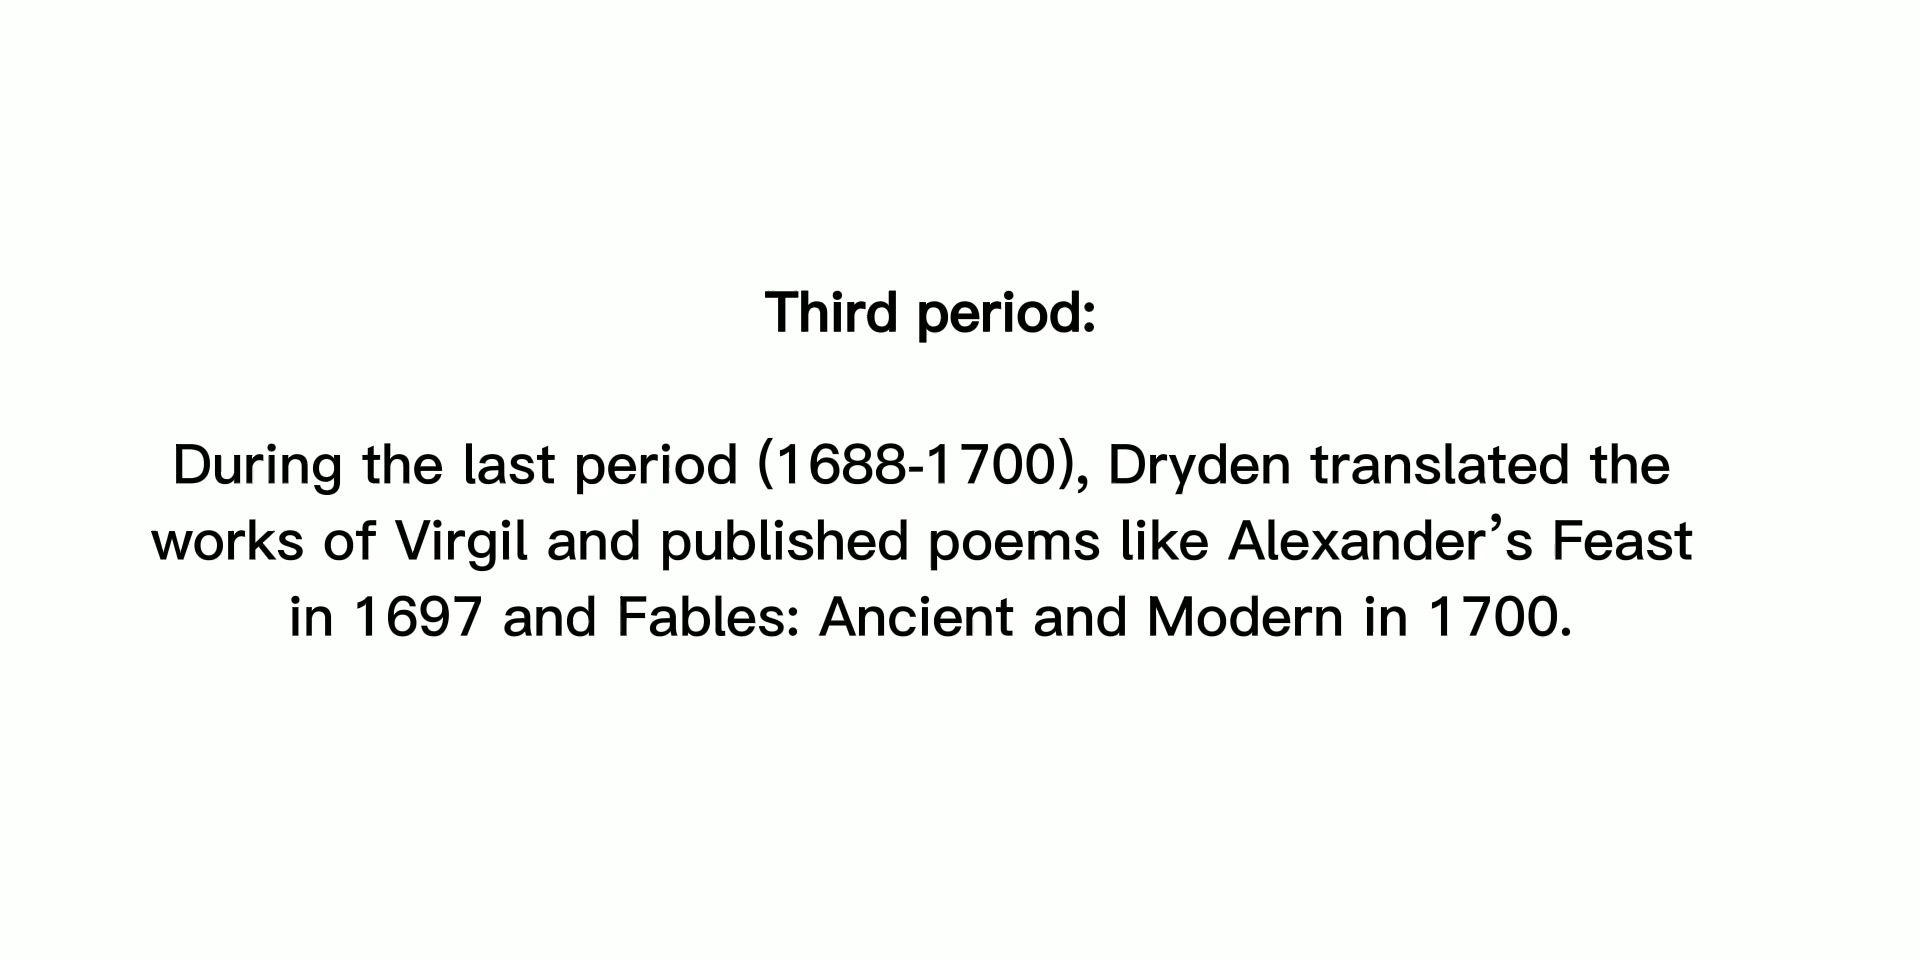 Third period:
During the last period (1688-1700), Dryden translated the
works of Virgil and published poems like Alexander’s Feast
in 1697 and Fables: Ancient and Modern in 1700.